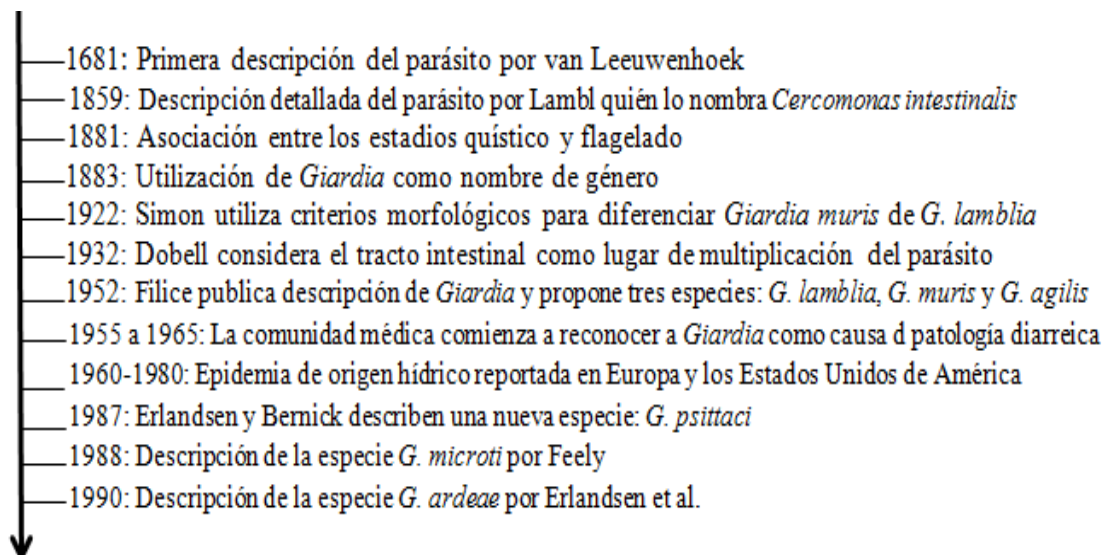 1681: Primera descripción del parásito por van Leeuwenhoek
1859: Descripción detallada del parásito por Lambl quién lo nombra Cercomonas intestinalis
1881: Asociación entre los estadios quístico y flagelado
1883: Utilización de Giardia como nombre de género
1922: Simon utiliza criterios morfológicos para diferenciar Giardia muris de G. lamblia
1932: Dobell considera el tracto intestinal como lugar de multiplicación del parásito
1952: Filice publica descripción de Giardia y propone tres especies: G. lamblia, G. muris y G. agilis
1955 a 1965: La comunidad médica comienza a reconocer a Giardia como causa d patología diarreica
1960-1980: Epidemia de origen hídrico reportada en Europa y los Estados Unidos de América
1987: Erlandsen y Bernick describen una nueva especie: G. psittaci
1988: Descripción de la especie G. microti por Feely
1990: Descripción de la especie G. ardeae por Erlandsen et al.